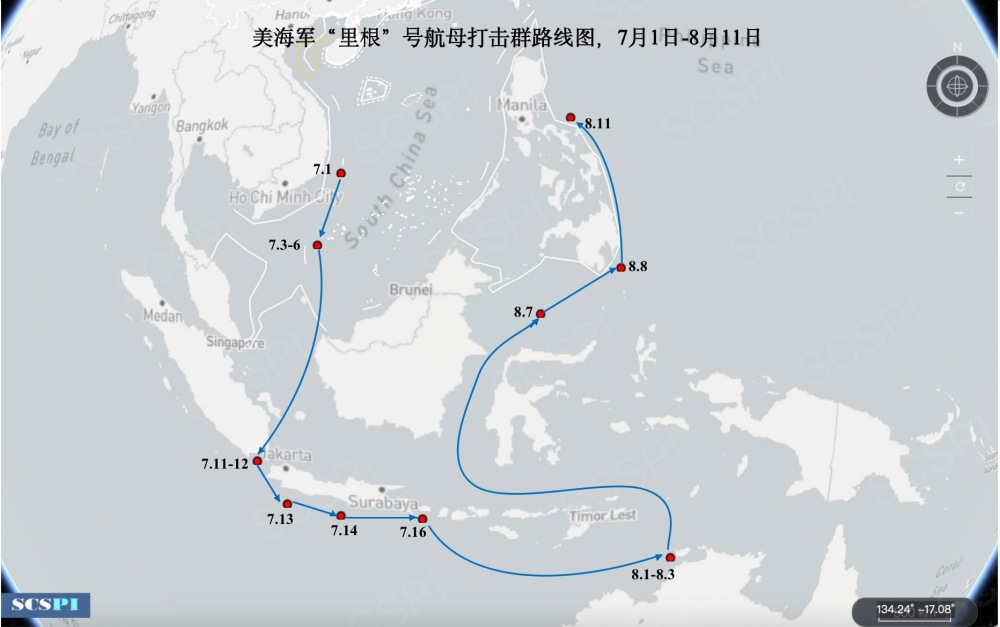 Chittagong
Hanoi
Hong Kong
美海军“里根”号航母打击群路线图，7月1日-8月11日
Sea
N
Yangon
Manila
Bay of
Bengal
Bangkok
8.11
South China Sea
7.1
Ho Chi Minh City
7.3-6
8.8
Brunei
Medan
8.7
Singapore
7.11-12
Jakarta
Surabaya
7.13
7.14
7.16
Timor Lest
8.1-8.3
Coral
Sea
SCSPI
134.24° -17.08°